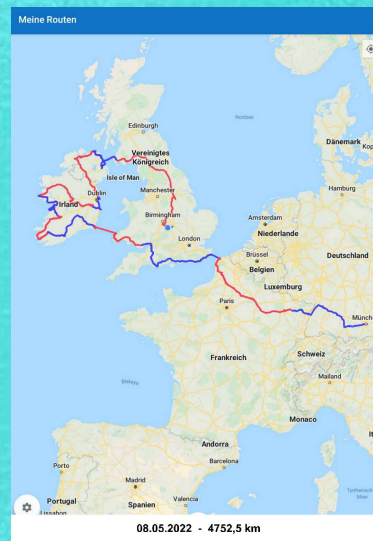 Meine Routen
Nordsee
Edinburgh
Dänemark
Vereinigtes
Königreich
Isle of Man
Hamburg
Dublin
Manchester
Irland
Birmingham
Amsterdam
London
Niederlande
Brüssel
Deutschland
Belgien
Luxemburg
Paris
Münch
Schweiz
Frankreich
Mailand
Biskaya
Monaco
Andorra
Porto
Barcelona
Madrid
Portugal
Valencia
Spanien
Lissabon
08.05.2022 - 4752,5 km